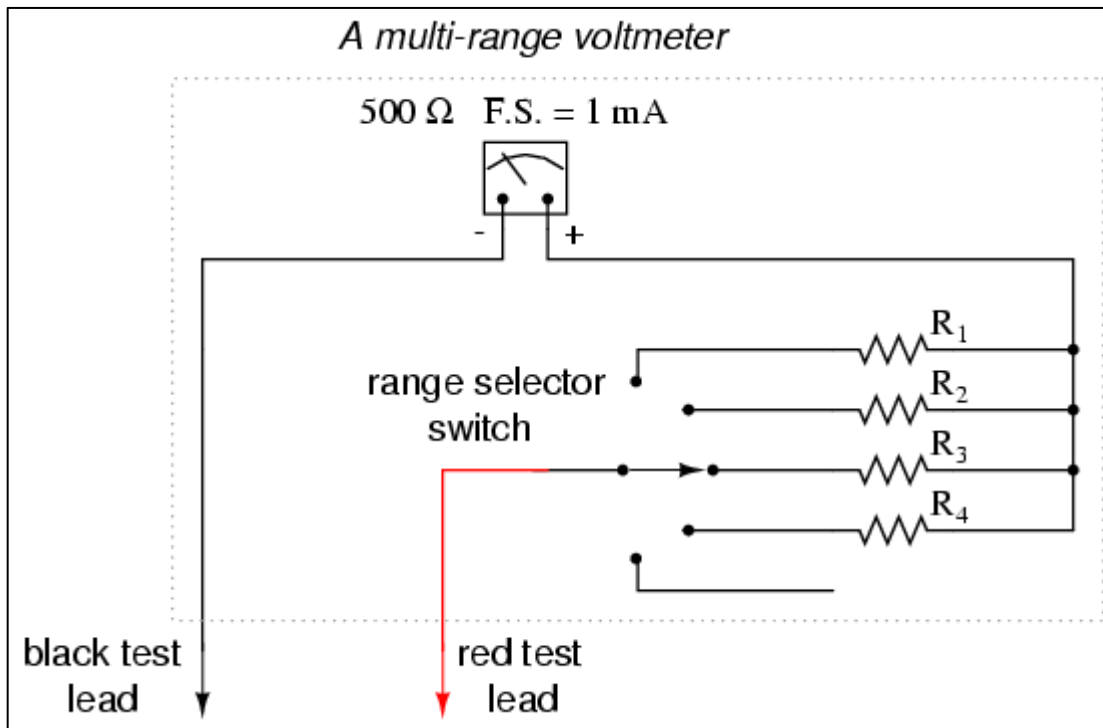 A multi-range voltmeter
500 Ω F.S. = 1 mA
- +
R1
range selector
switch
R2
R3
R4
black test
lead
red test
lead